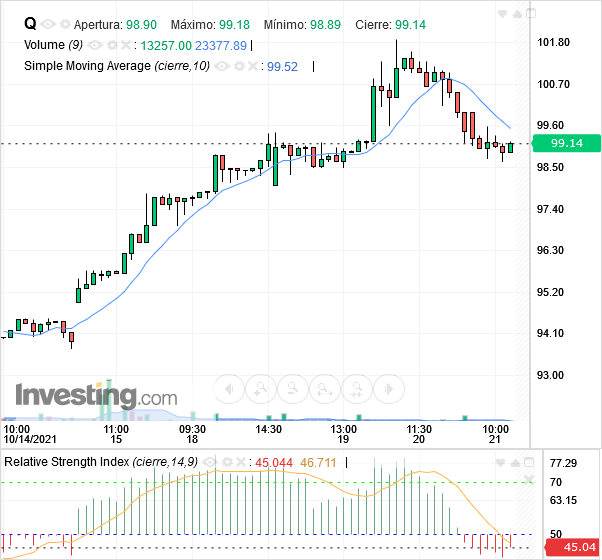 Q Apertura: 98.90 Máximo: 99.18 Mínimo: 98.89 Cierre: 99.14
Volume (9) : 13257.00 23377.89
Simple Moving Average (cierre,10) : 99.52
101.80
100.70
99.60
99.14
98.50
97.40
96.30
95.20
94.10
93.00
Investing.com
10:00 11:00 09:30 14:30 13:00 11:30 10:00
10/14/2021 15 18 19 20 21
Relative Strength Index (cierre,14,9) : 45.044 46.711
77.29
70
63.15
50
45.04